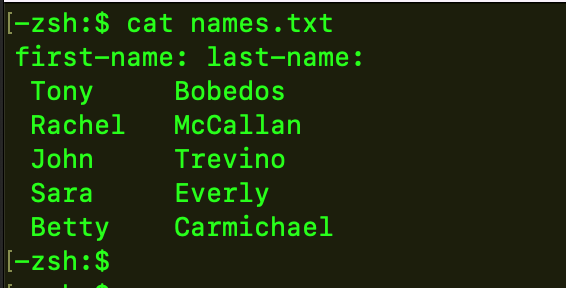 [-zsh:$ cat names.txt
first-name: last-name:
Tony     Bobedos
Rachel   McCallan
John     Trevino
Sara     Everly
Betty    Carmichael
[-zsh:$